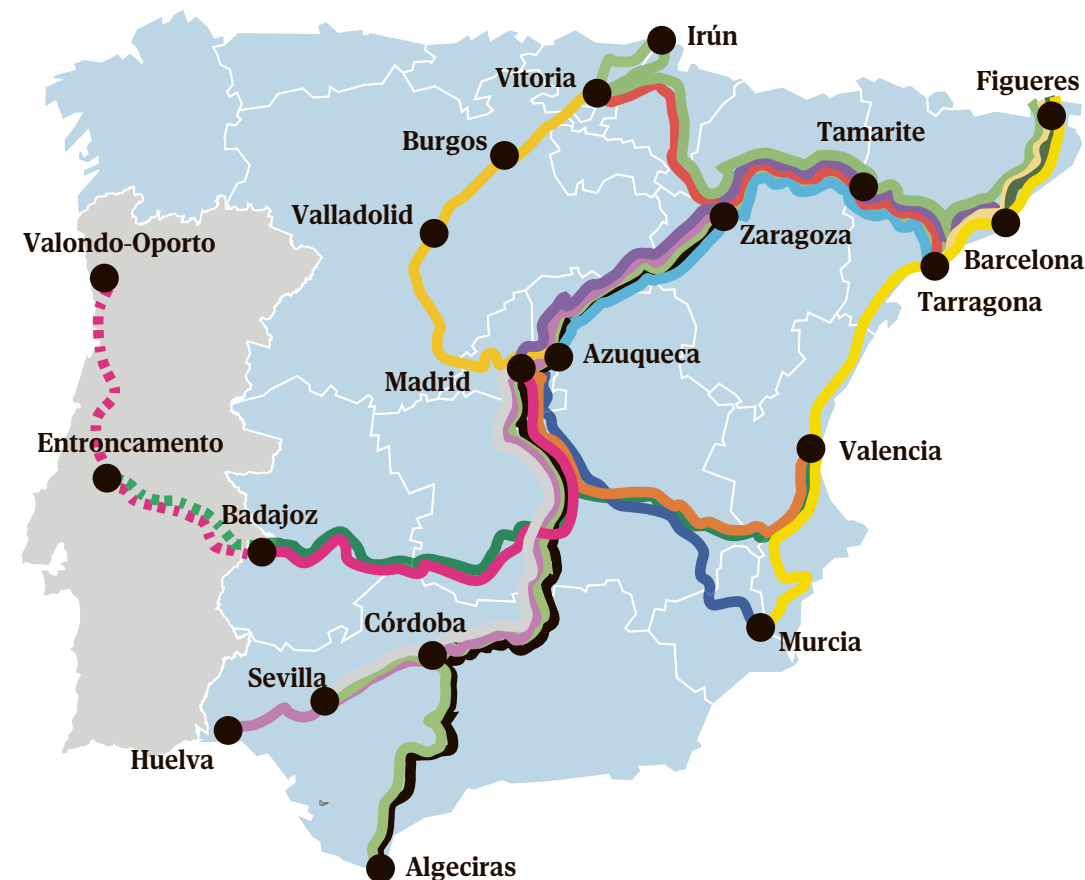 Irún
Vitoria
Figueres
Burgos
Tamarite
Valladolid
Zaragoza
Valondo-Oporto
Barcelona
Tarragona
Azuqueca
Madrid
Entroncamento
Valencia
Badajoz
Córdoba
Murcia
Sevilla
Huelva
Algeciras